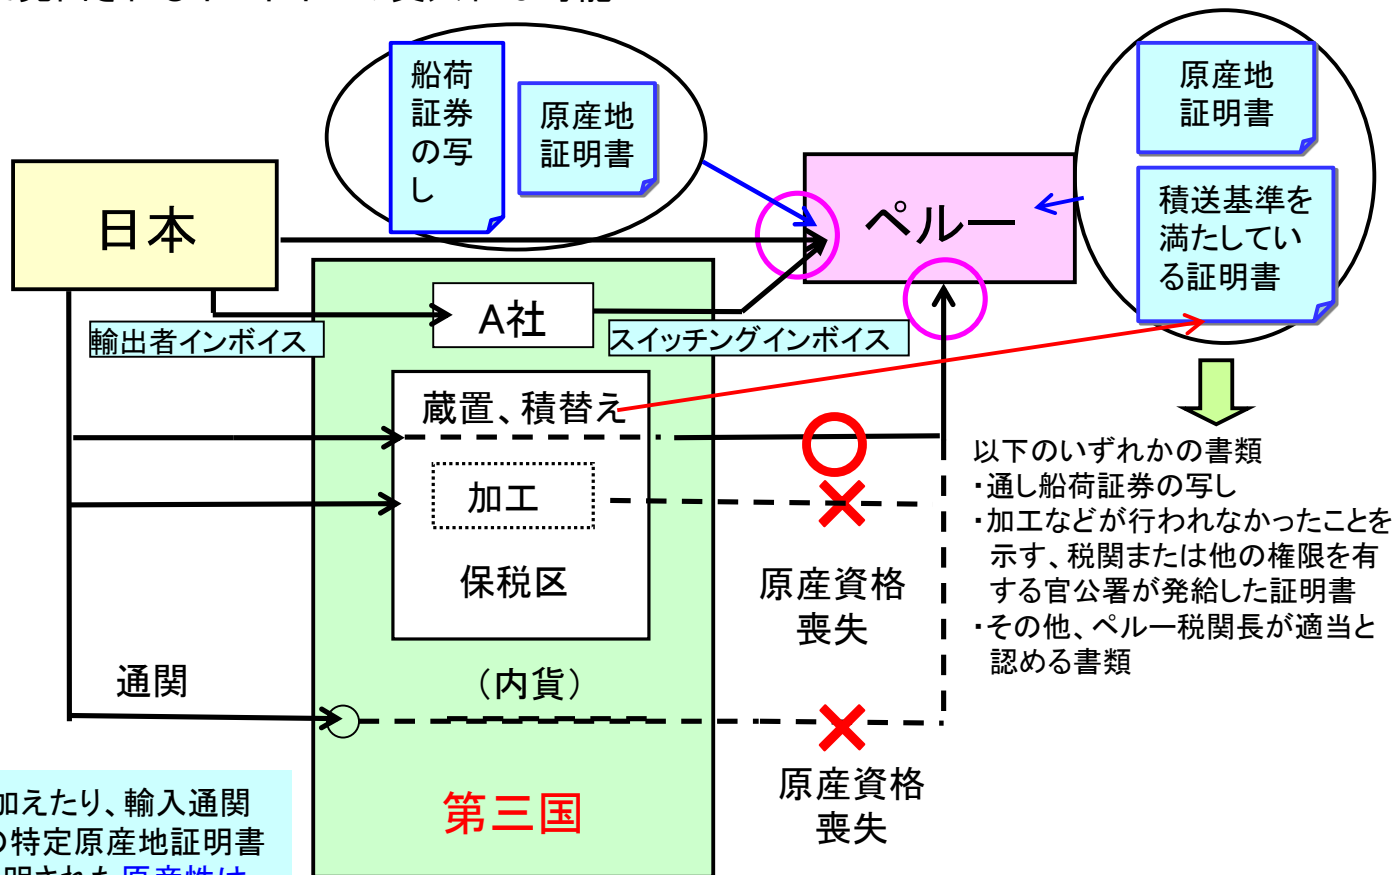 船荷
証券
の写
し
原産地
証明書
原産地
証明書
積送基準を
満たしてい
る証明書
日本
ペルー
A社
輸出者インボイス
スイッチングインボイス
蔵置、積替え
加工
保税区
原産資格
喪失
以下のいずれかの書類
・通し船荷証券の写し
・加工などが行われなかったことを
示す、税関または他の権限を有
する官公署が発給した証明書
・その他、ペルー税関長が適当と
認める書類
通関
（内貨）
原産資格
喪失
第三国
加えたり、輸入通関
の特定原産地証明書
明された原産性は